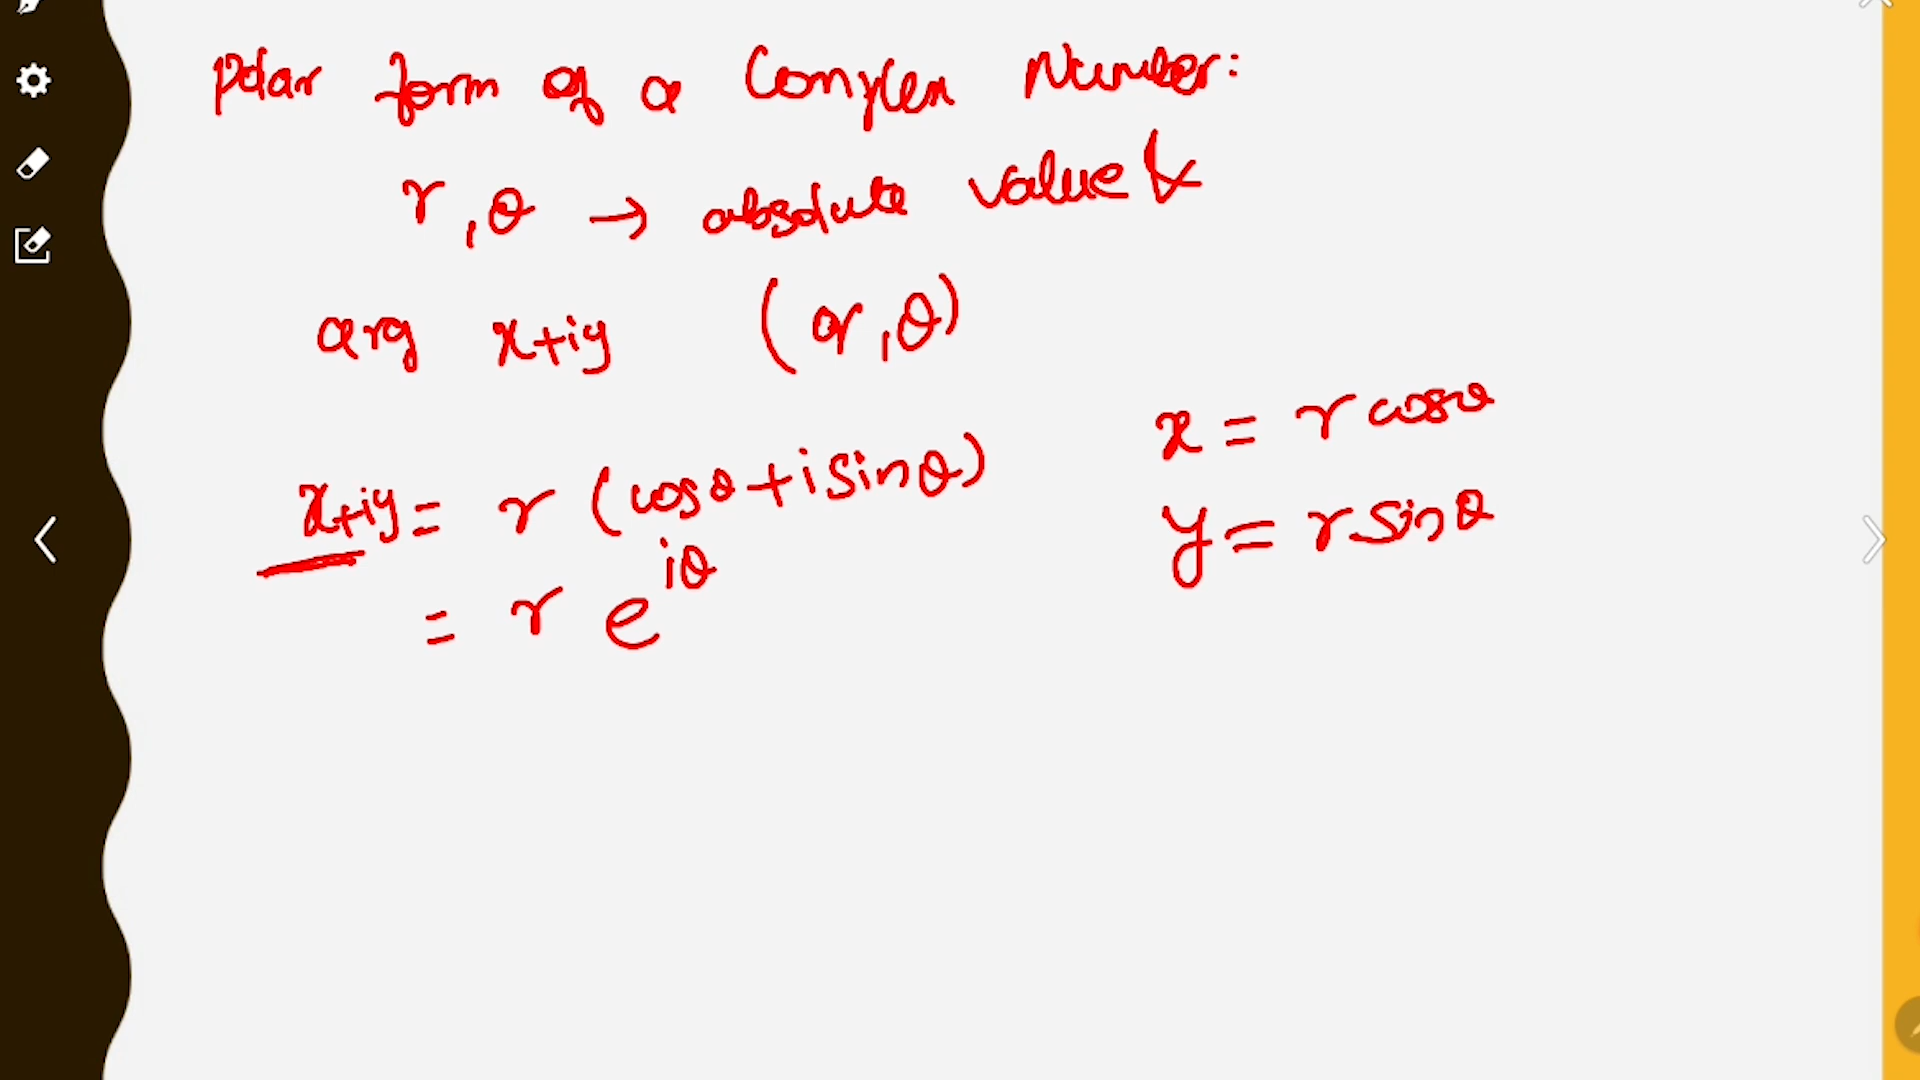 Polar form of a Complex Number:
r, θ → absolute value &
arg x+iy (r, θ)
x = r cosθ
x+iy = r (cosθ + i sinθ)
y = r sinθ
= r e^{iθ}